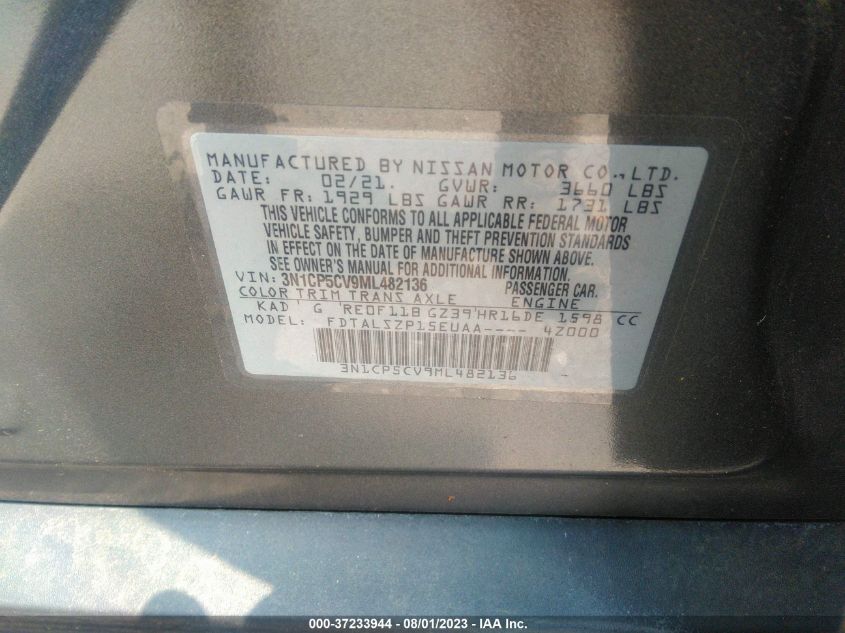 MANUFACTURED BY NISSAN MOTOR CO., LTD.
DATE: 02/21. GVWR: 3660 LBS
GAWR FR: 1929 LBS GAWR RR: 1731 LBS
THIS VEHICLE CONFORMS TO ALL APPLICABLE FEDERAL MOTOR
VEHICLE SAFETY, BUMPER AND THEFT PREVENTION STANDARDS
IN EFFECT ON THE DATE OF MANUFACTURE SHOWN ABOVE.
SEE OWNER'S MANUAL FOR ADDITIONAL INFORMATION.
VIN: 3N1CP5CV9ML482136 PASSENGER CAR.
COLOR TRIM TRANS AXLE ENGINE
KAD G RE0F11B GZ39 HR16DE 1598 CC
MODEL: FDTALSZP15EUAA---- 4Z000
3N1CP5CV9ML482136 -
000-37233944 - 08/01/2023 - IAA Inc.